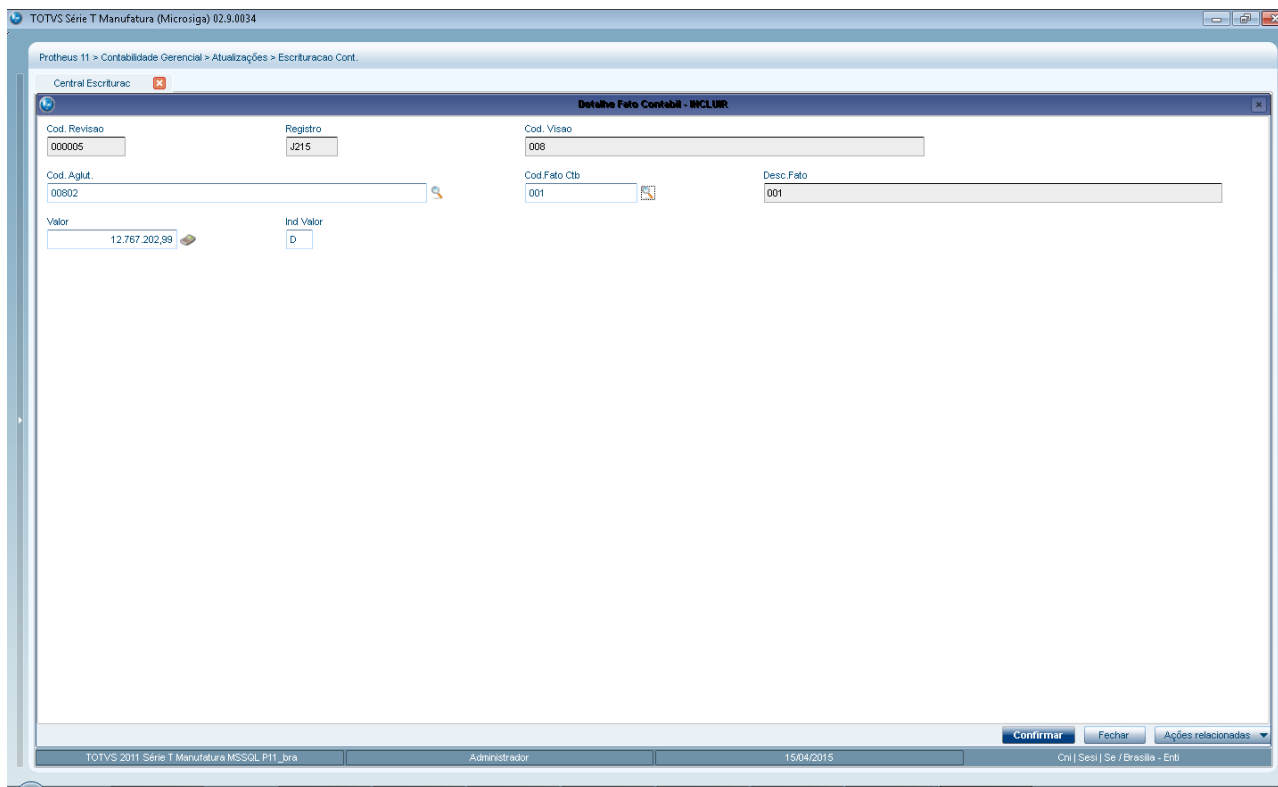 TOTVS Série T Manufatura (Microsiga) 02.9.0034
Protheus 11 > Contabilidade Gerencial > Atualizações > Escrituracao Cont.
Central Escriturac
Detalhe Fato Contabil - INCLUIR
Cod. Revisao Registro Cod. Visao
000005 J215 008
Cod. Aglut. Cod.Fato Ctb Desc.Fato
00802 001 001
Valor Ind Valor
12.767.202,99 D
Confirmar Fechar Ações relacionadas
TOTVS 2011 Série T Manufatura MSSQL P11_bra Administrador 15/04/2015 Cni | Sesi | Se / Brasilia - Enti